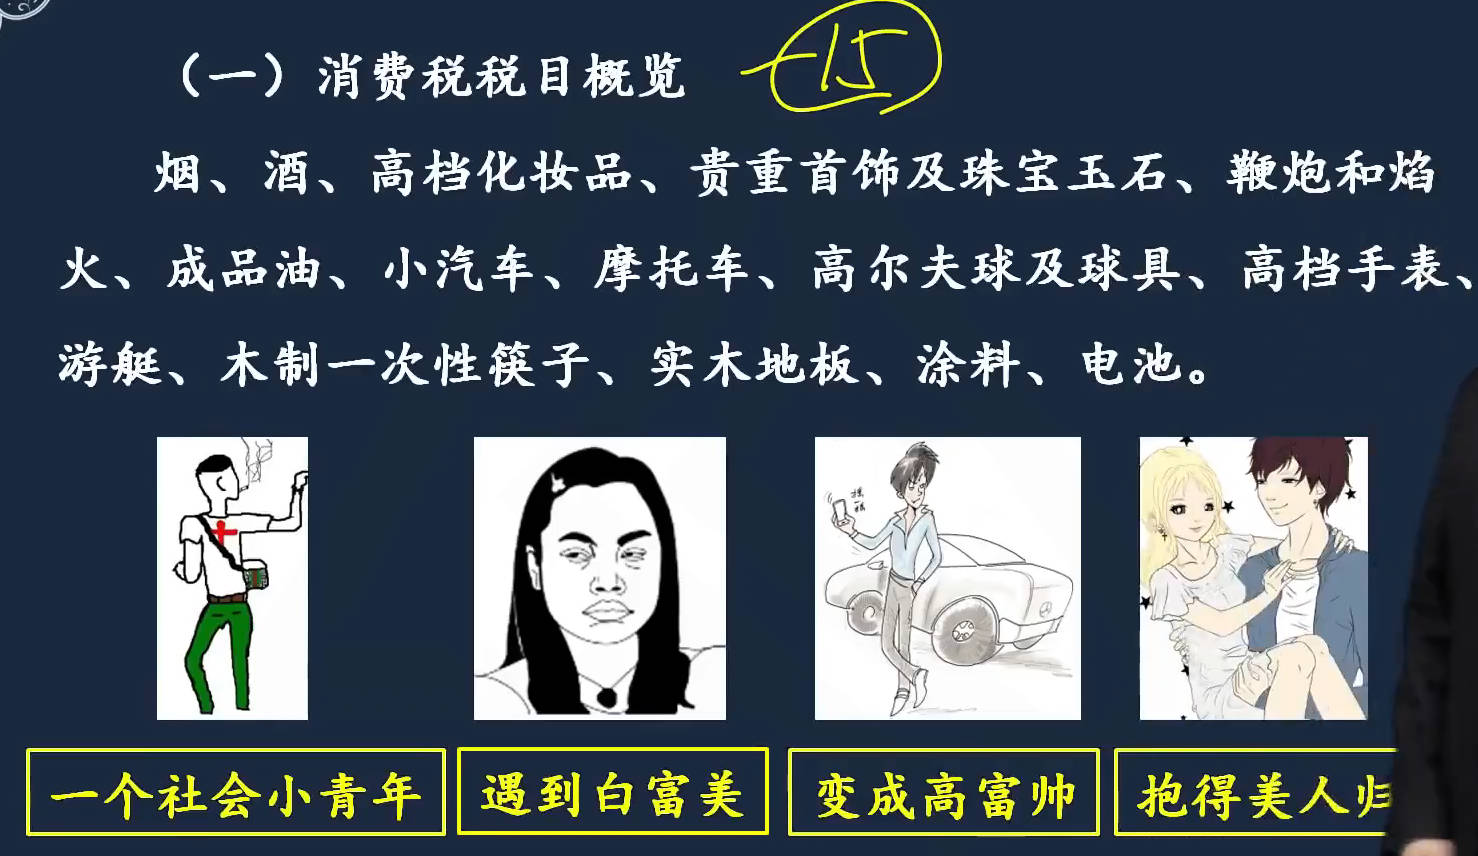 （一）消费税税目概览 15
烟、酒、高档化妆品、贵重首饰及珠宝玉石、鞭炮和焰
火、成品油、小汽车、摩托车、高尔夫球及球具、高档手表、
游艇、木制一次性筷子、实木地板、涂料、电池。
一个社会小青年
遇到白富美
变成高富帅
抱得美人归